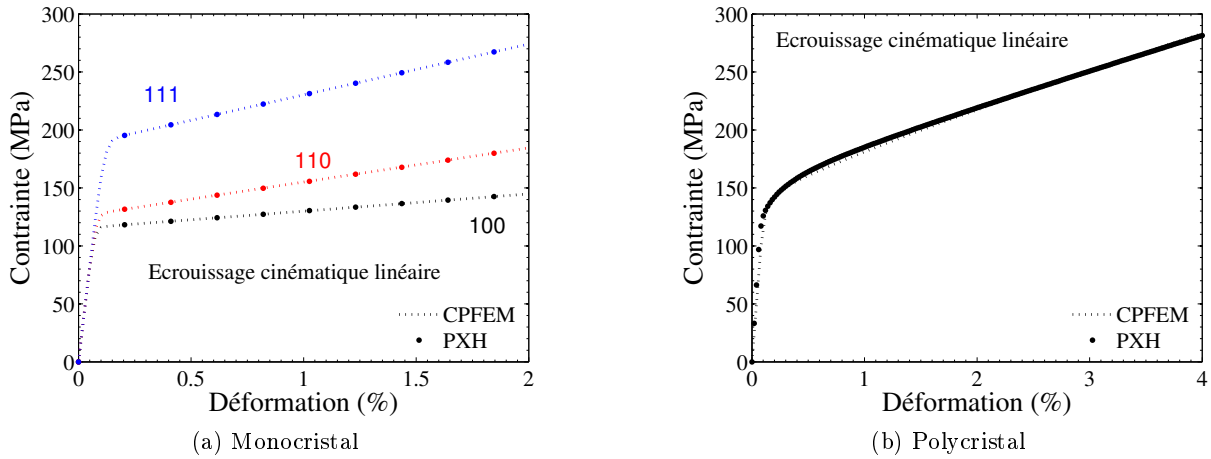 300
250
200
150
100
50
0
Contrainte (MPa)
111
110
100
Ecrouissage cinématique linéaire
CPFEM
PXH
0
0.5
1
1.5
2
Déformation (%)
(a) Monocristal
300
250
200
150
100
50
0
Contrainte (MPa)
Ecrouissage cinématique linéaire
CPFEM
PXH
0
1
2
3
4
Déformation (%)
(b) Polycristal